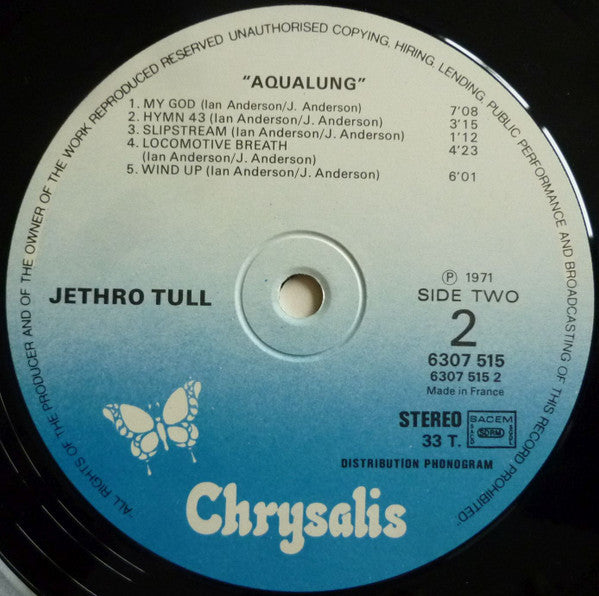 "ALL RIGHTS OF THE PRODUCER AND OF THE OWNER OF THE WORK REPRODUCED RESERVED UNAUTHORISED COPYING, HIRING, LENDING, PUBLIC PERFORMANCE AND BROADCASTING OF THIS RECORD PROHIBITED"
"AQUALUNG"
1. MY GOD (Ian Anderson/J. Anderson) 7'08
2. HYMN 43 (Ian Anderson/J. Anderson) 3'15
3. SLIPSTREAM (Ian Anderson/J. Anderson) 1'12
4. LOCOMOTIVE BREATH 4'23
(Ian Anderson/J. Anderson)
5. WIND UP (Ian Anderson/J. Anderson) 6'01
JETHRO TULL
Ⓟ 1971
SIDE TWO
2
6307 515
6307 515 2
Made in France
STEREO
33 T.
SACEM
SDRM
DISTRIBUTION PHONOGRAM
Chrysalis